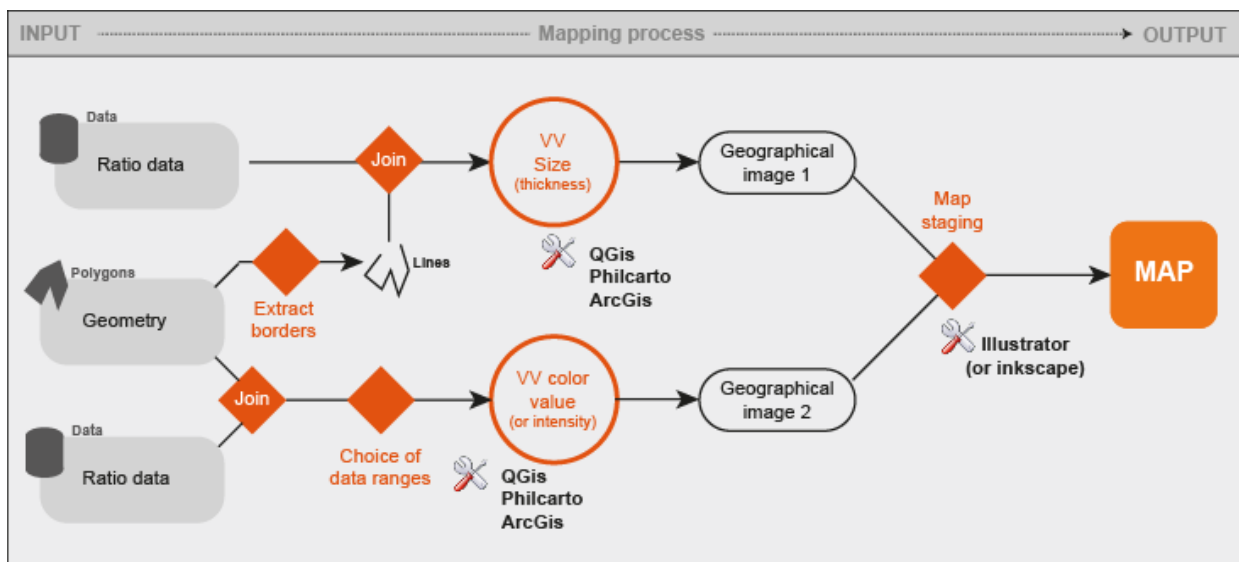 INPUT
Mapping process
OUTPUT
Data
Ratio data
Join
VV
Size
(thickness)
Geographical
image 1
QGis
Philcarto
ArcGis
Map
staging
Polygons
Geometry
Extract
borders
Lines
MAP
Illustrator
(or inkscape)
Join
VV color
value
(or intensity)
Geographical
image 2
Data
Ratio data
Choice of
data ranges
QGis
Philcarto
ArcGis